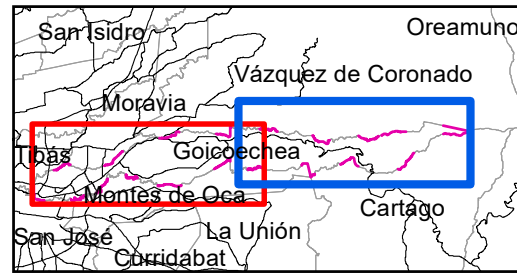 San Isidro
Oreamuno
Vázquez de Coronado
Moravia
Tibás
Goicoechea
Montes de Oca
Cartago
San José
La Unión
Curridabat